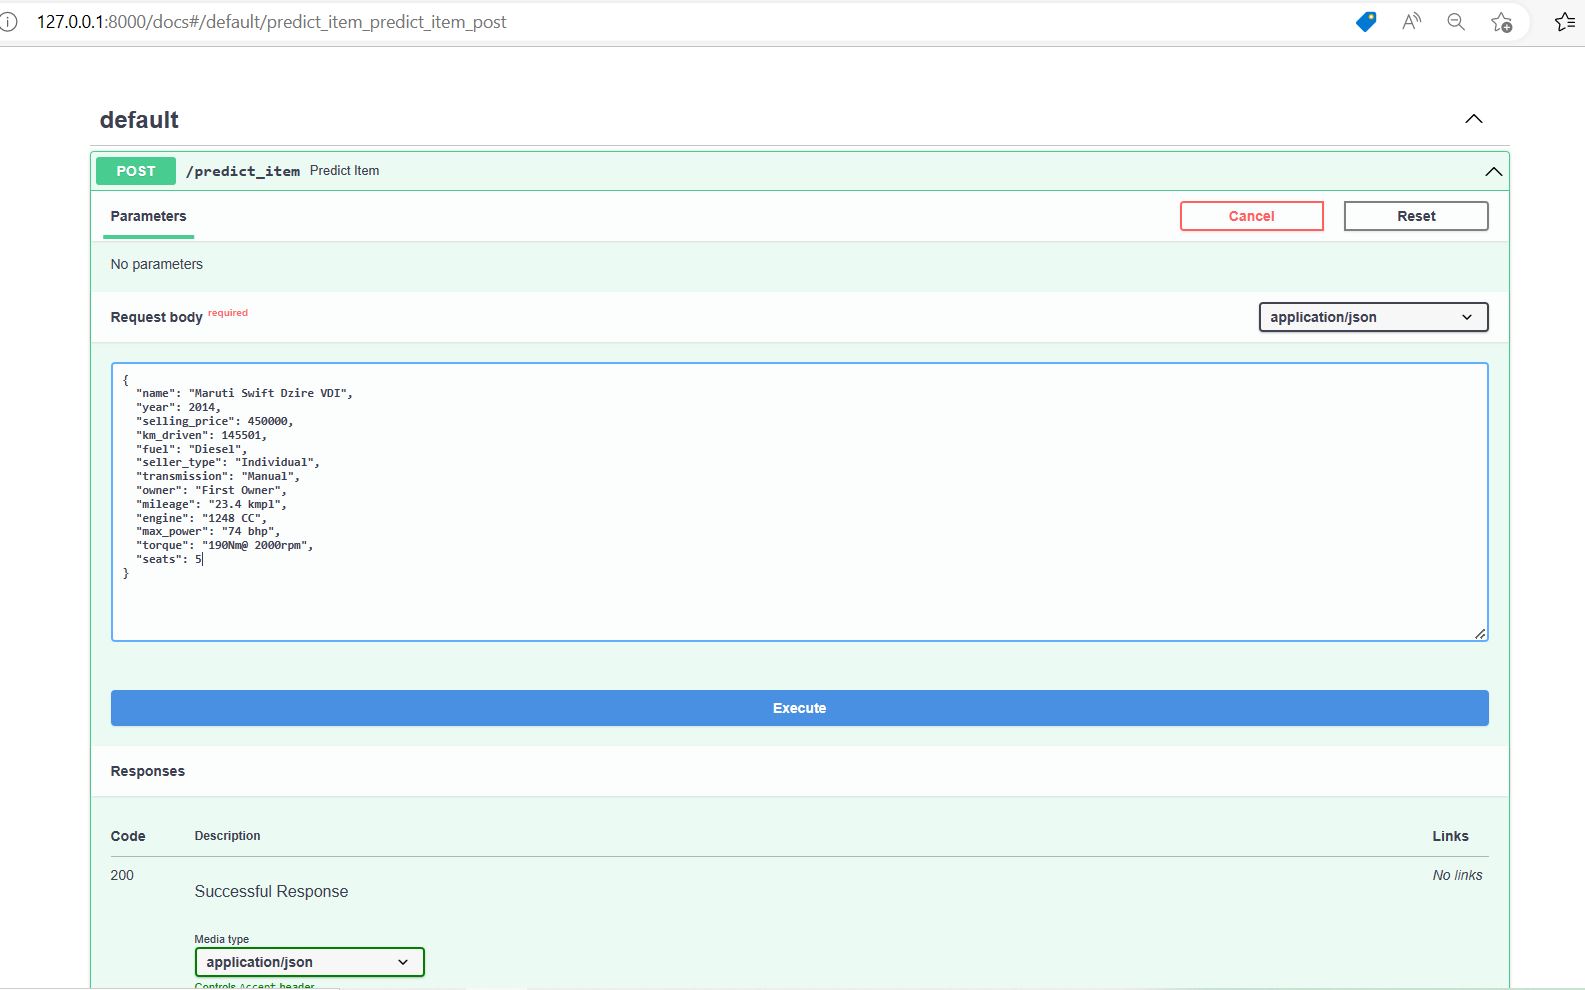 127.0.0.1:8000/docs#/default/predict_item_predict_item_post
default
POST /predict_item Predict Item
Parameters Cancel Reset
No parameters
Request body required application/json
{
"name": "Maruti Swift Dzire VDI",
"year": 2014,
"selling_price": 450000,
"km_driven": 145501,
"fuel": "Diesel",
"seller_type": "Individual",
"transmission": "Manual",
"owner": "First Owner",
"mileage": "23.4 kmpl",
"engine": "1248 CC",
"max_power": "74 bhp",
"torque": "190Nm@ 2000rpm",
"seats": 5
}
Execute
Responses
Code Description Links
200 Successful Response No links
Media type
application/json
Controls Accept header